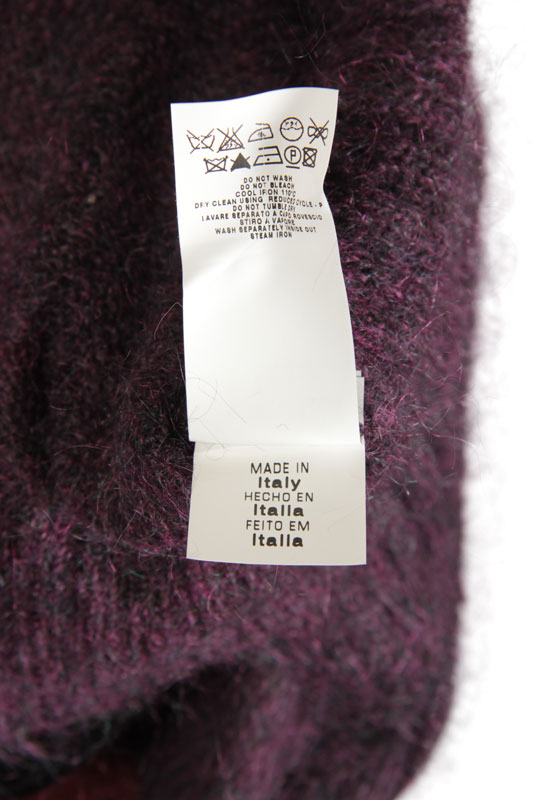 DO NOT WASH
DO NOT BLEACH
COOL IRON 110°C
DRY CLEAN USING REDUCED CYCLE - P
DO NOT TUMBLE DRY
LAVARE SEPARATO A CAPO ROVESCIO
STIRO A VAPORE
WASH SEPARATELY INSIDE OUT
STEAM IRON
MADE IN
Italy
HECHO EN
Italia
FEITO EM
Italia